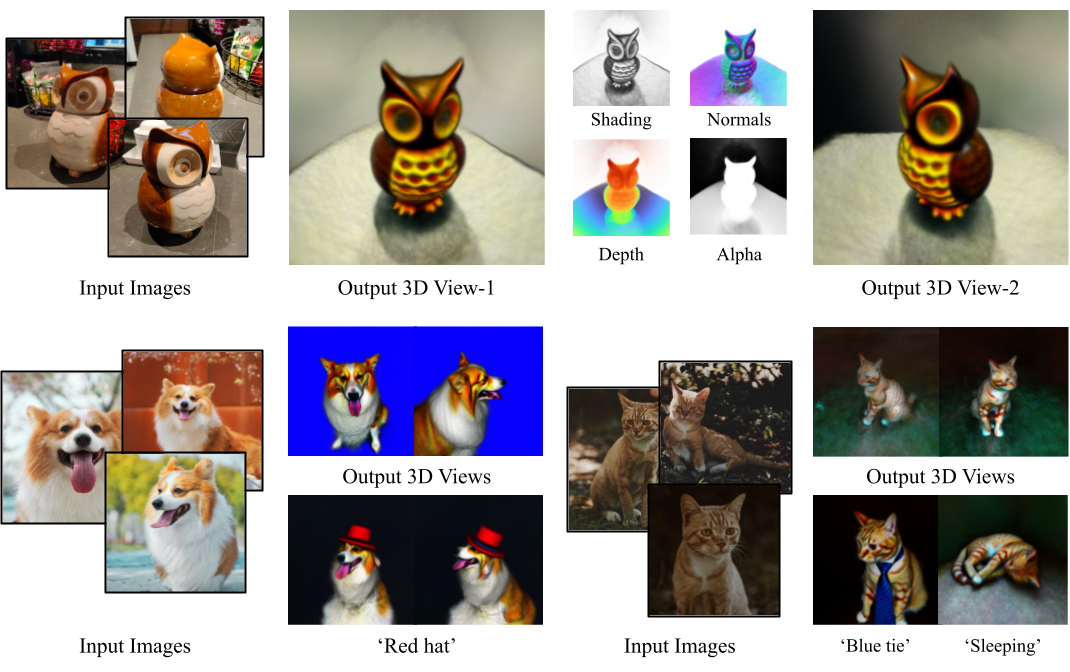 Shading
Normals
Depth
Alpha
Input Images
Output 3D View-1
Output 3D View-2
Output 3D Views
Output 3D Views
Input Images
‘Red hat’
Input Images
‘Blue tie’
‘Sleeping’